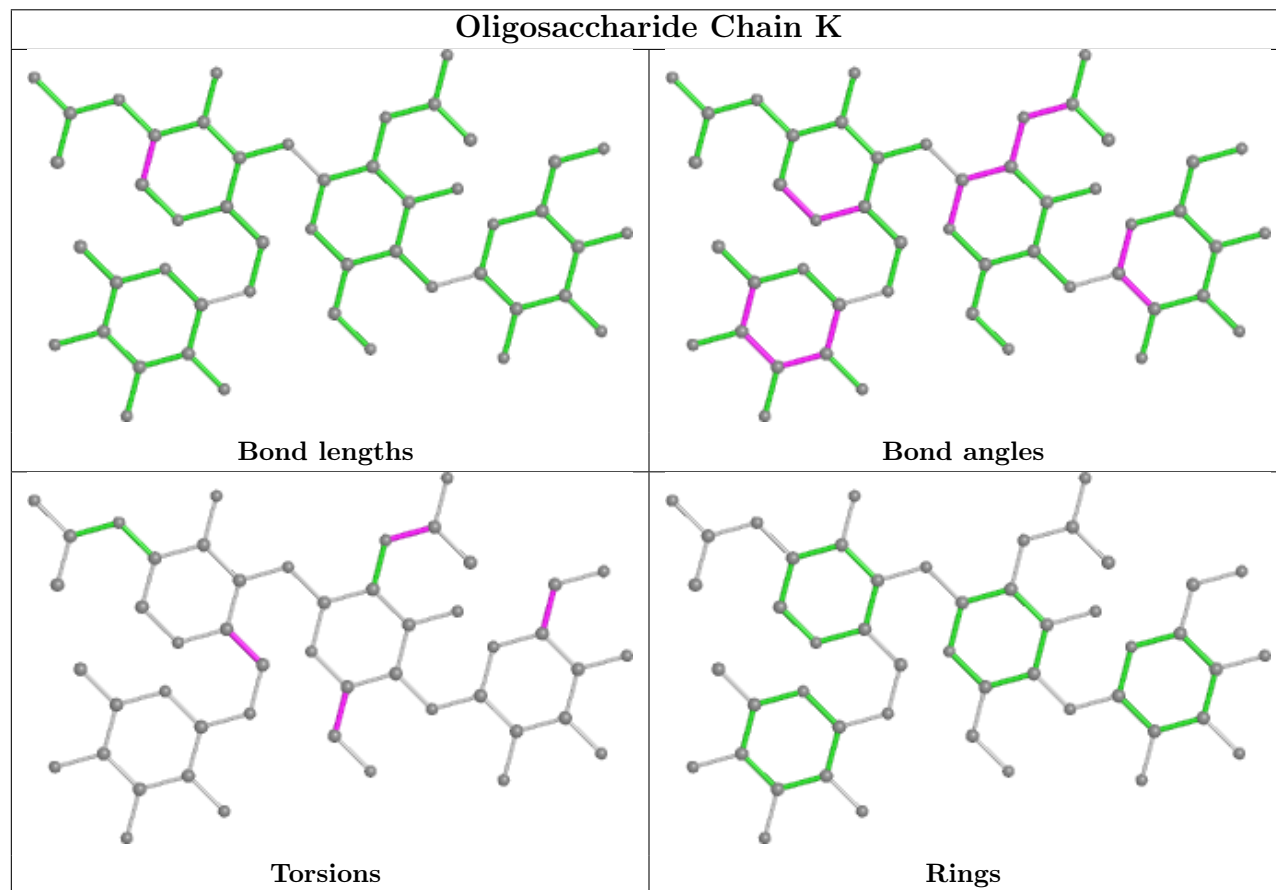 Oligosaccharide Chain K
Bond lengths
Bond angles
Torsions
Rings